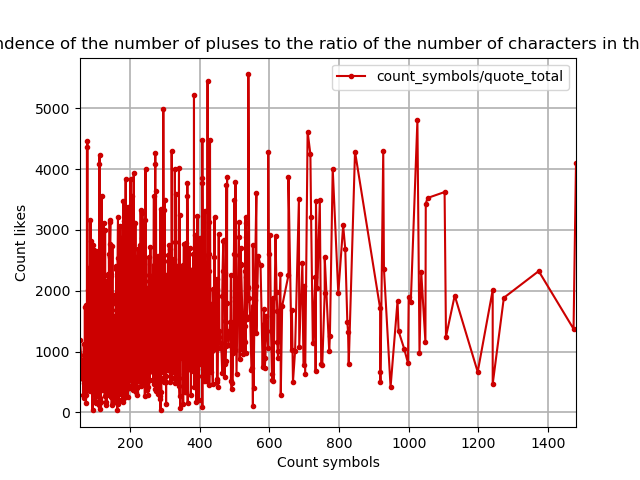 ndence of the number of pluses to the ratio of the number of characters in th
count_symbols/quote_total
Count likes
5000
4000
3000
2000
1000
0
200 400 600 800 1000 1200 1400
Count symbols